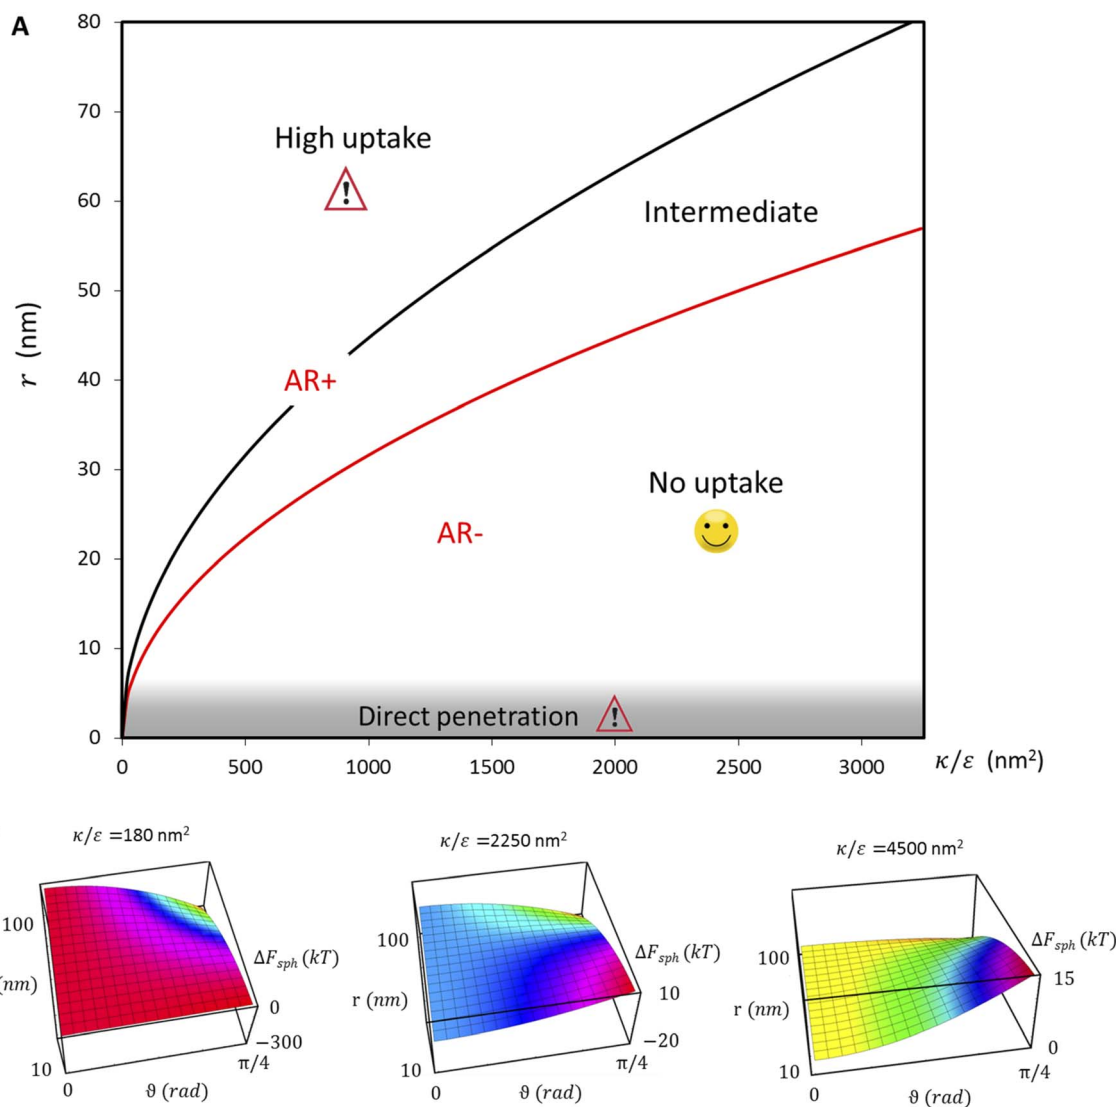 A
80
70
60
50
40
30
20
10
0
r (nm)
High uptake
!
Intermediate
AR+
No uptake
AR-
Direct penetration !
0 500 1000 1500 2000 2500 3000
κ/ε (nm²)
κ/ε =180 nm²
100
(nm)
10
0
ϑ (rad)
π/4
ΔF_sph (kT)
0
−300
κ/ε =2250 nm²
100
r (nm)
10
0
ϑ (rad)
π/4
ΔF_sph (kT)
10
−20
κ/ε =4500 nm²
100
r (nm)
10
0
ϑ (rad)
π/4
ΔF_sph (kT)
15
0